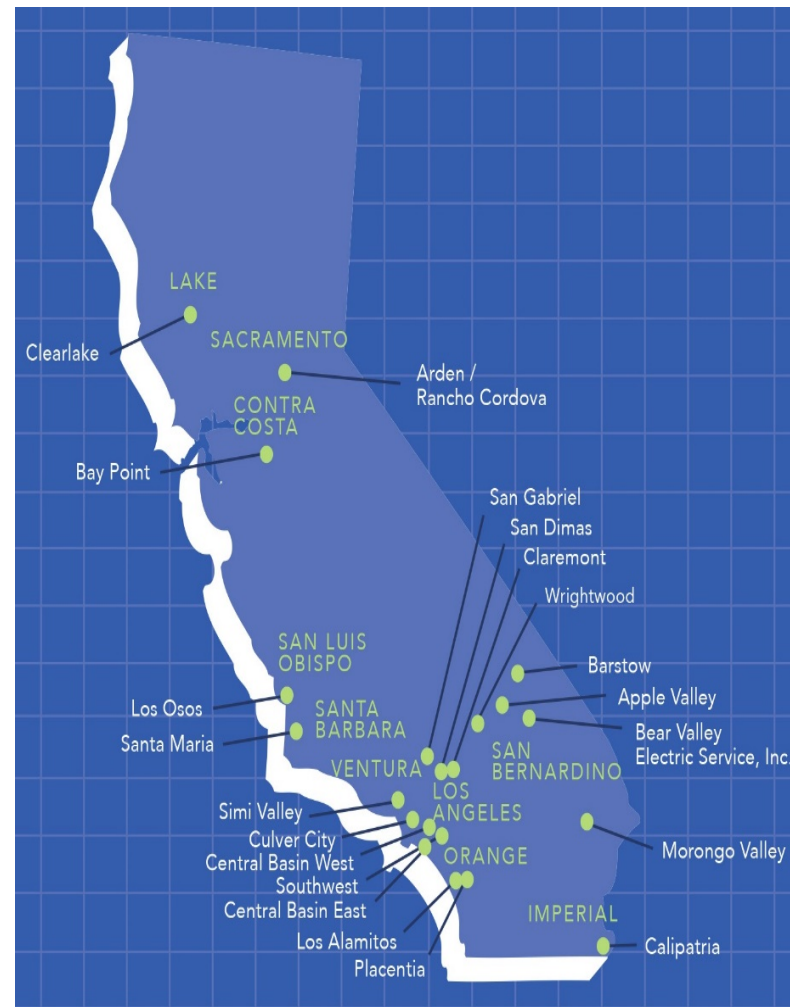 LAKE
Clearlake
SACRAMENTO
Arden /
Rancho Cordova
CONTRA
COSTA
Bay Point
San Gabriel
San Dimas
Claremont
Wrightwood
SAN LUIS
OBISPO
Barstow
Los Osos
Apple Valley
SANTA
BARBARA
Santa Maria
Bear Valley
Electric Service, Inc.
VENTURA
SAN
BERNARDINO
LOS
ANGELES
Simi Valley
Culver City
Central Basin West
ORANGE
Morongo Valley
Southwest
Central Basin East
IMPERIAL
Los Alamitos
Calipatria
Placentia